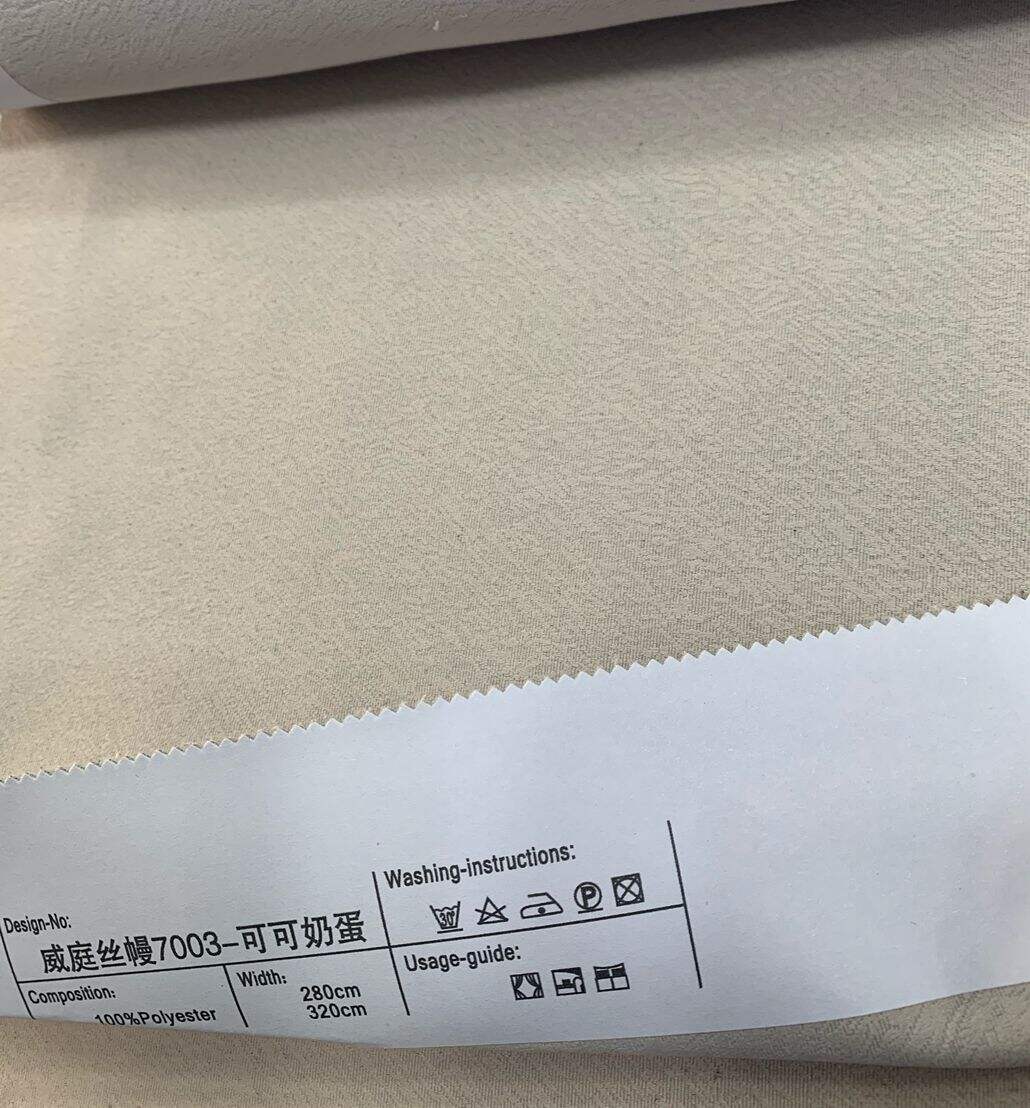 Design-No:
威庭丝幔7003-可可奶蛋
Composition:
100%Polyester
Width:
280cm
320cm
Washing-instructions:
30°
P
Usage-guide: